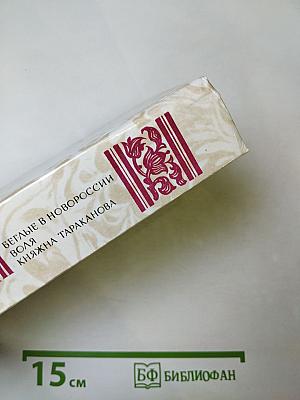 БЕГЛЫЕ В НОВОРОССИИ
ВОЛЯ
КНЯЖНА ТАРАКАНОВА
15 см
БФ БИБЛИОФАН